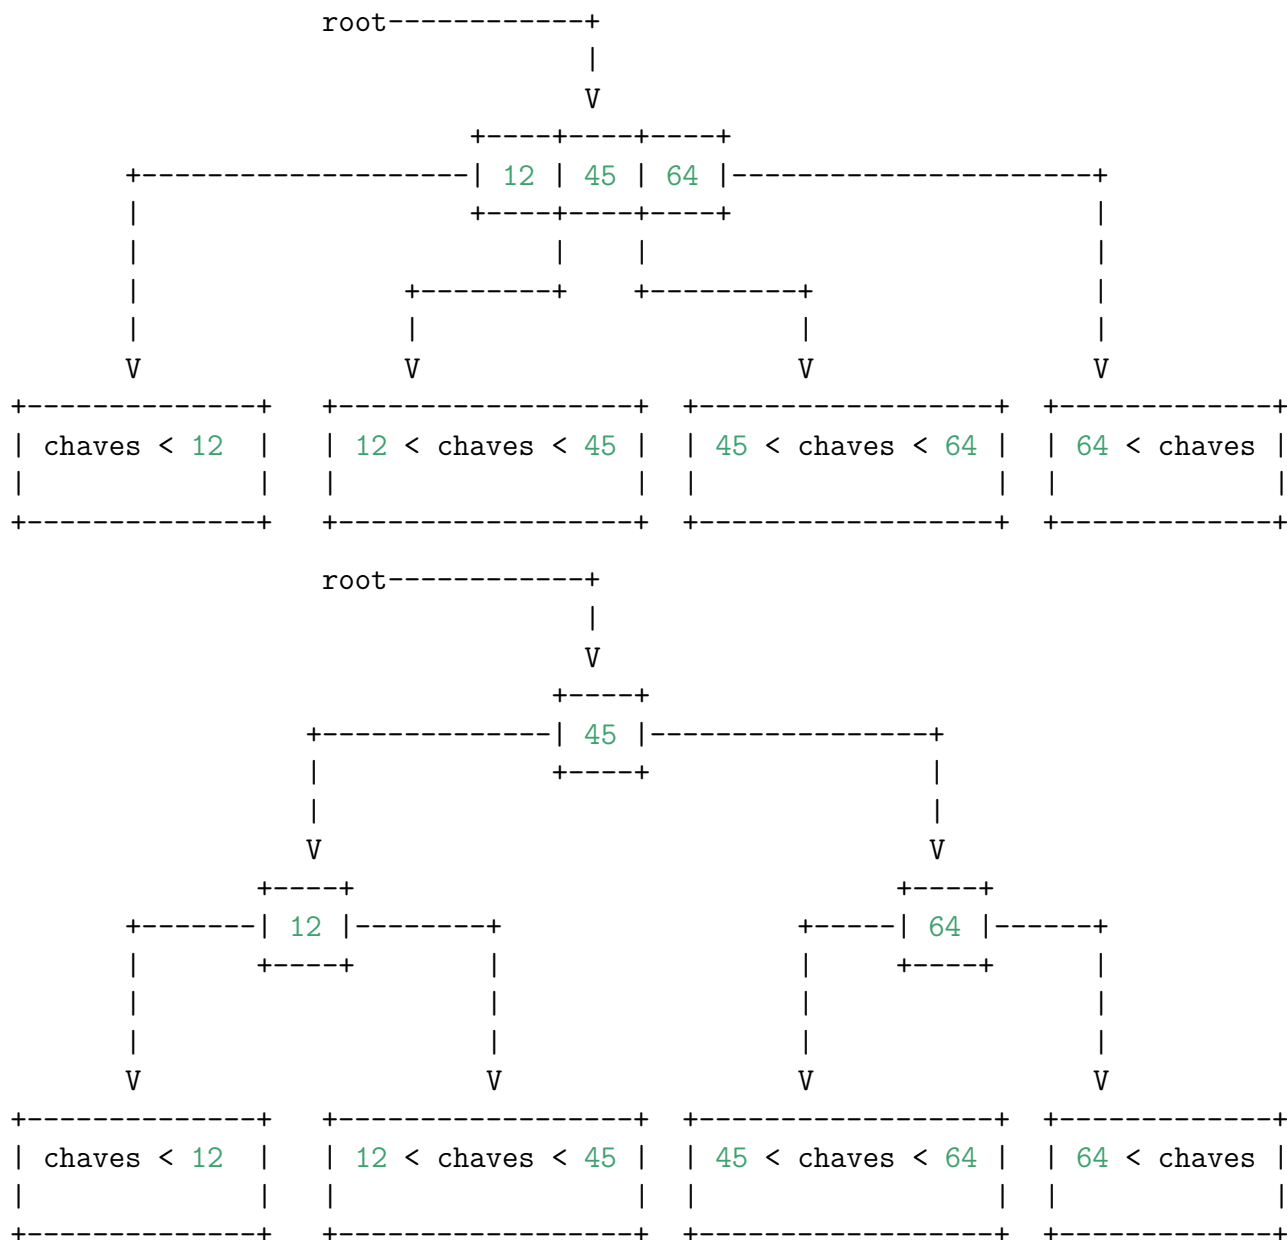 root------------+
|
V
+----+----+----+
+-------------------| 12 | 45 | 64 |---------------------+
| +----+----+----+ |
| | | |
| +--------+ +---------+ |
| | | |
V V V V
+--------------+ +------------------+ +------------------+ +-------------+
| chaves < 12 | | 12 < chaves < 45 | | 45 < chaves < 64 | | 64 < chaves |
| | | | | | | |
+--------------+ +------------------+ +------------------+ +-------------+
root------------+
|
V
+----+
+--------------| 45 |-----------------+
| +----+ |
| |
V V
+----+ +----+
+-------| 12 |--------+ +-----| 64 |------+
| +----+ | | +----+ |
| | | |
| | | |
V V V V
+--------------+ +------------------+ +------------------+ +-------------+
| chaves < 12 | | 12 < chaves < 45 | | 45 < chaves < 64 | | 64 < chaves |
| | | | | | | |
+--------------+ +------------------+ +------------------+ +-------------+